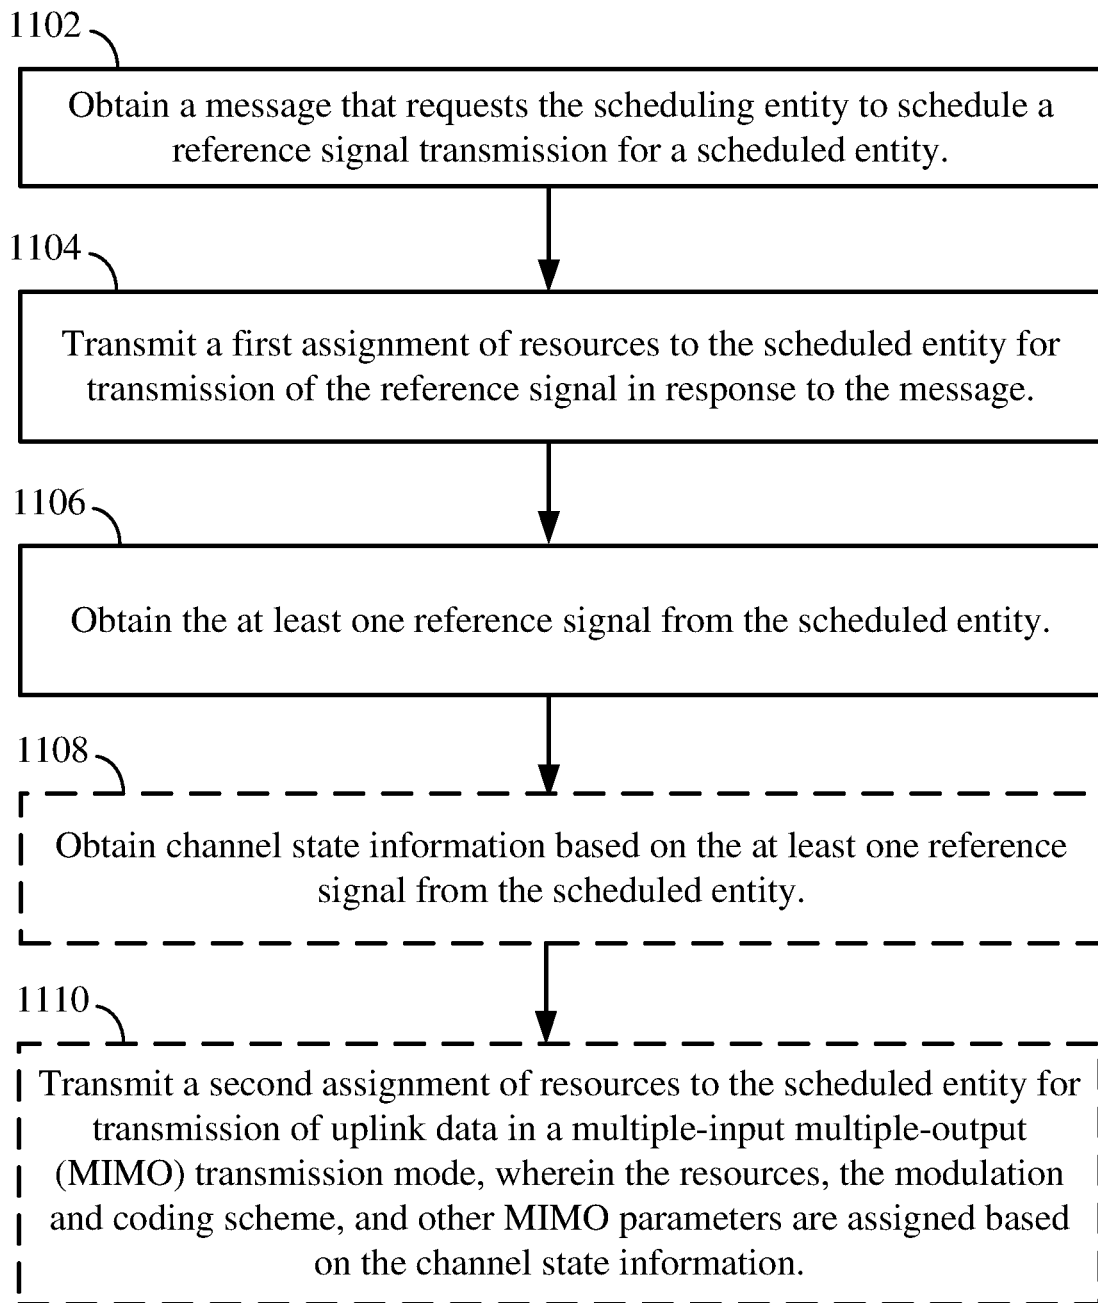 1102
Obtain a message that requests the scheduling entity to schedule a
reference signal transmission for a scheduled entity.
1104
Transmit a first assignment of resources to the scheduled entity for
transmission of the reference signal in response to the message.
1106
Obtain the at least one reference signal from the scheduled entity.
1108
Obtain channel state information based on the at least one reference
signal from the scheduled entity.
1110
Transmit a second assignment of resources to the scheduled entity for
transmission of uplink data in a multiple-input multiple-output
(MIMO) transmission mode, wherein the resources, the modulation
and coding scheme, and other MIMO parameters are assigned based
on the channel state information.